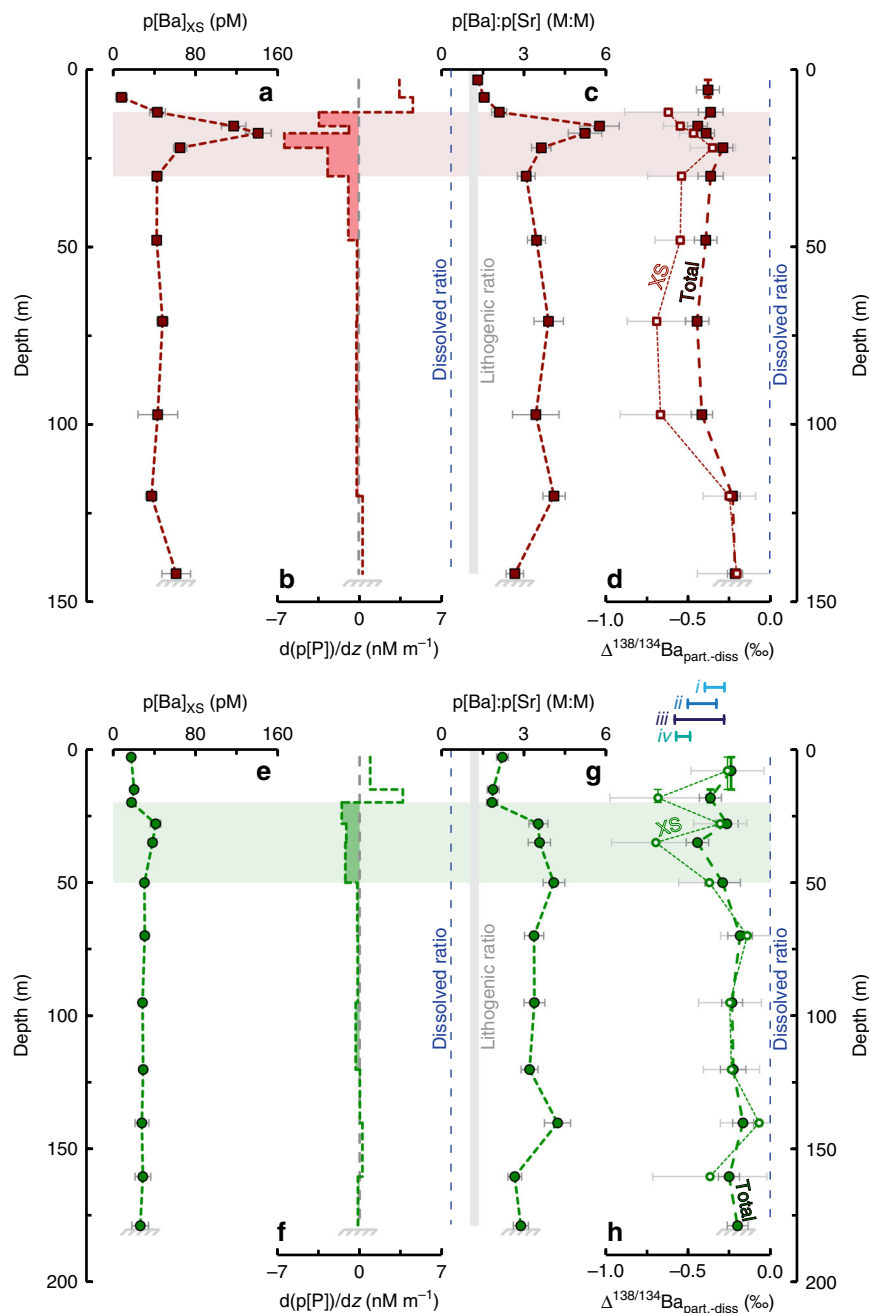 p[Ba]XS (pM)
p[Ba]:p[Sr] (M:M)
0 160 0 6
0 0
a c
Depth (m)
50 50
Dissolved ratio
Lithogenic ratio
XS
Total
Dissolved ratio
Depth (m)
100 100
b d
150 150
–7 0 7 –1.0 –0.5 0.0
d(p[P])/dz (nM m−1)
Δ138/134Bapart.-diss (‰)
i
ii
iii
iv
p[Ba]XS (pM)
p[Ba]:p[Sr] (M:M)
0 160 0 6
0 0
e g
XS
50 50
Depth (m)
Dissolved ratio
Lithogenic ratio
Dissolved ratio
Depth (m)
100 100
150 150
Total
f h
200 200
–7 0 7 –1.0 –0.5 0.0
d(p[P])/dz (nM m−1)
Δ138/134Bapart.-diss (‰)